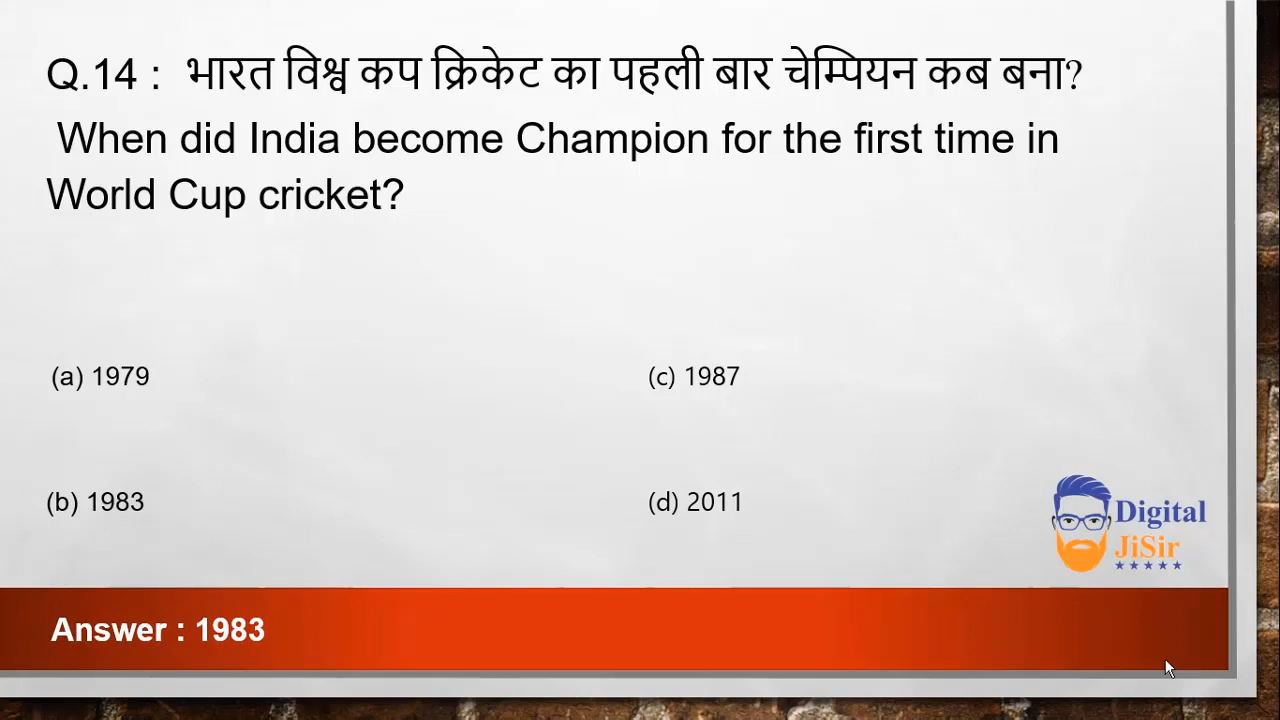 Q.14 : भारत विश्व कप क्रिकेट का पहली बार चेम्पियन कब बना?
When did India become Champion for the first time in
World Cup cricket?
(a) 1979
(c) 1987
(b) 1983
(d) 2011
Digital
JiSir
Answer : 1983